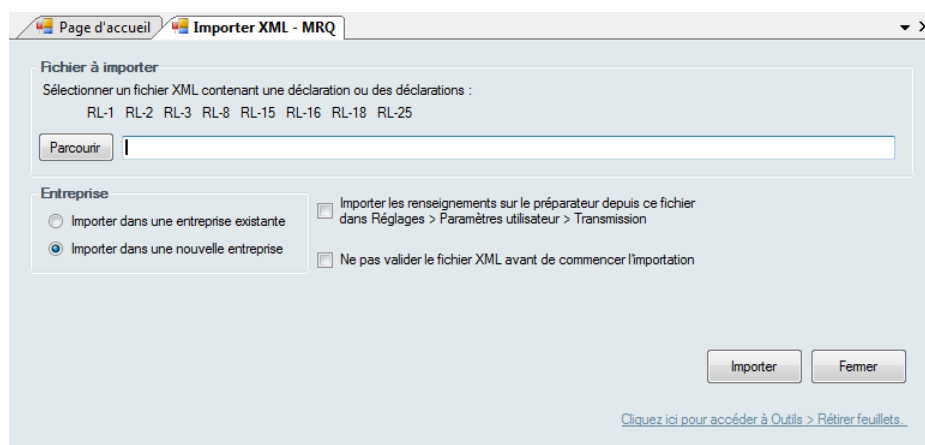 Page d'accueil
Importer XML - MRQ
Fichier à importer
Sélectionner un fichier XML contenant une déclaration ou des déclarations :
RL-1 RL-2 RL-3 RL-8 RL-15 RL-16 RL-18 RL-25
Parcourir
Entreprise
Importer dans une entreprise existante
Importer dans une nouvelle entreprise
Importer les renseignements sur le préparateur depuis ce fichier
dans Réglages > Paramètres utilisateur > Transmission
Ne pas valider le fichier XML avant de commencer l'importation
Importer
Fermer
Cliquez ici pour accéder à Outils > Rétirer feuillets.